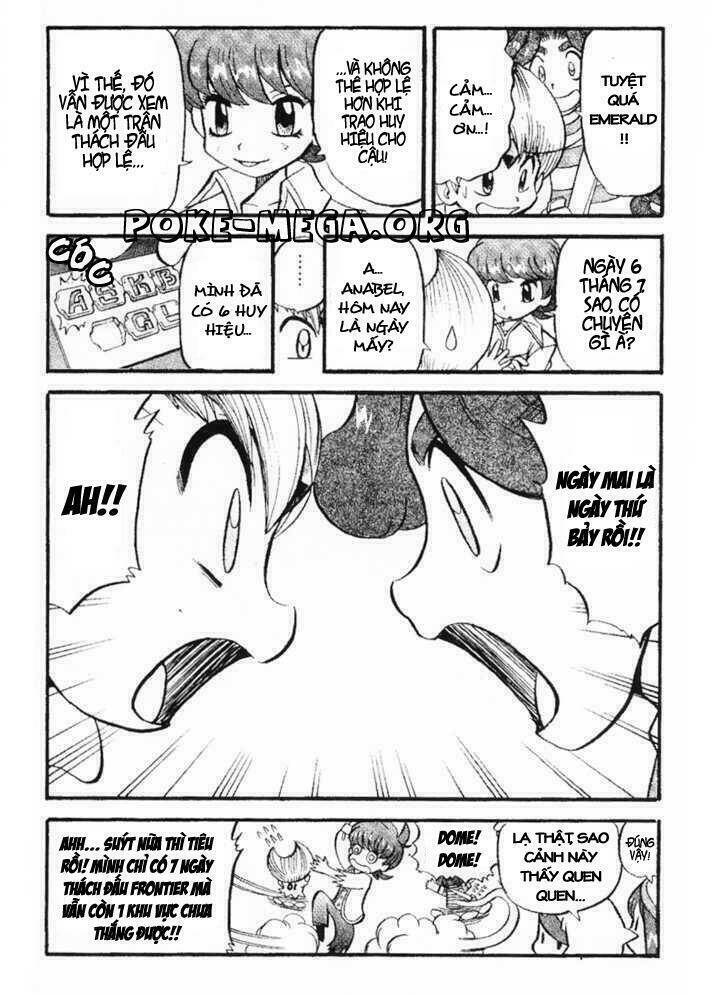 TUYỆT
QUÁ
EMERALD
!!
CẢM...
CẢM...
ƠN...!
...VÀ KHÔNG
THỂ HỢP LỆ
HƠN KHI
TRAO HUY
HIỆU CHO
CẬU!
VÌ THẾ, ĐÓ
VẪN ĐƯỢC XEM
LÀ MỘT TRẬN
THÁCH ĐẤU
HỢP LỆ...
POKE-MEGA.ORG
NGÀY 6
THÁNG 7
SAO, CÓ
CHUYỆN
GÌ Ả?
A...
ANABEL,
HÔM NAY
LÀ NGÀY
MẤY?
.......
MÌNH ĐÃ
CÓ 6 HUY
HIỆU...
CỐC
CÓC
A S K B
G L
NGÀY MAI LÀ
NGÀY THỨ
BẢY RỒI!!
AH!!
ĐÚNG
VẬY!
LẠ THẬT, SAO
CẢNH NÀY
THẤY QUEN
QUEN...
DOME!
DOME!
AHH... SUÝT NỮA THÌ TIÊU
RỒI! MÌNH CHỈ CÓ 7 NGÀY
THÁCH ĐẤU FRONTIER MÀ
VẪN CÒN 1 KHU VỰC CHƯA
THẮNG ĐƯỢC!!